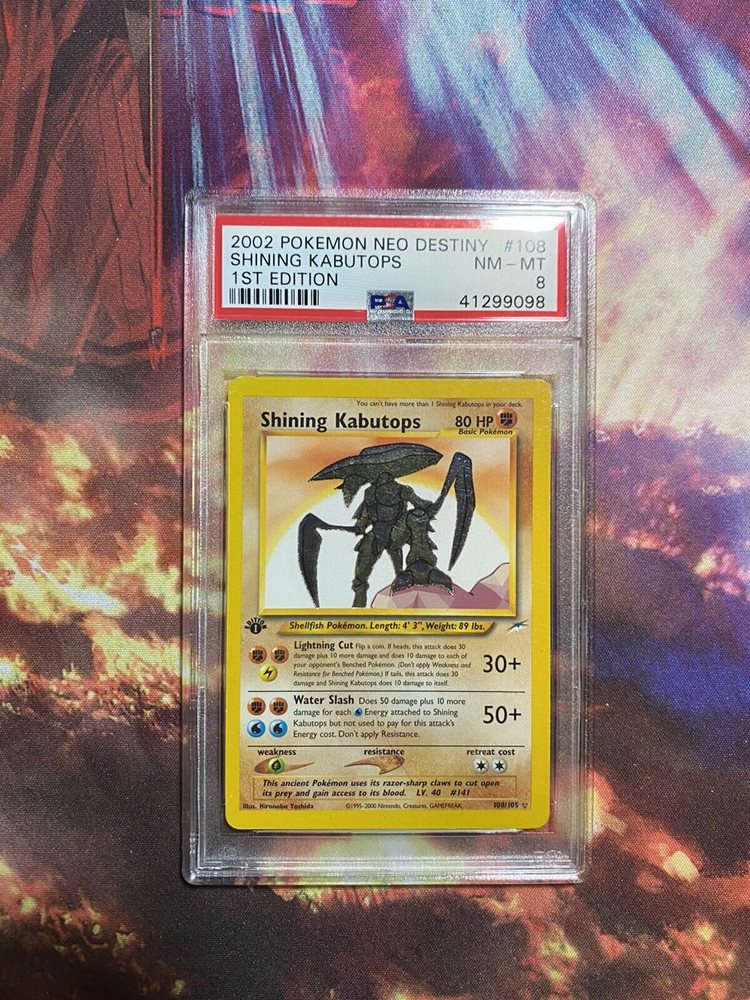 2002 POKEMON NEO DESTINY #108
SHINING KABUTOPS NM-MT
1ST EDITION 8
PSA 41299098
You can't have more than 1 Shining Kabutops in your deck.
Shining Kabutops 80 HP
Basic Pokémon
EDITION
1
Shellfish Pokémon. Length: 4' 3", Weight: 89 lbs.
Lightning Cut Flip a coin. If heads, this attack does 30
damage plus 10 more damage and does 10 damage to each of
your opponent's Benched Pokémon. (Don't apply Weakness and
Resistance for Benched Pokémon.) If tails, this attack does 30
damage and Shining Kabutops does 10 damage to itself.
30+
Water Slash Does 50 damage plus 10 more
damage for each Energy attached to Shining
Kabutops but not used to pay for this attack's
Energy cost. Don't apply Resistance.
50+
weakness resistance retreat cost
This ancient Pokémon uses its razor-sharp claws to cut open
its prey and gain access to its blood. LV. 40 #141
Illus. Hironobu Yoshida ©1995-2000 Nintendo, Creatures, GAMEFREAK. 108/105